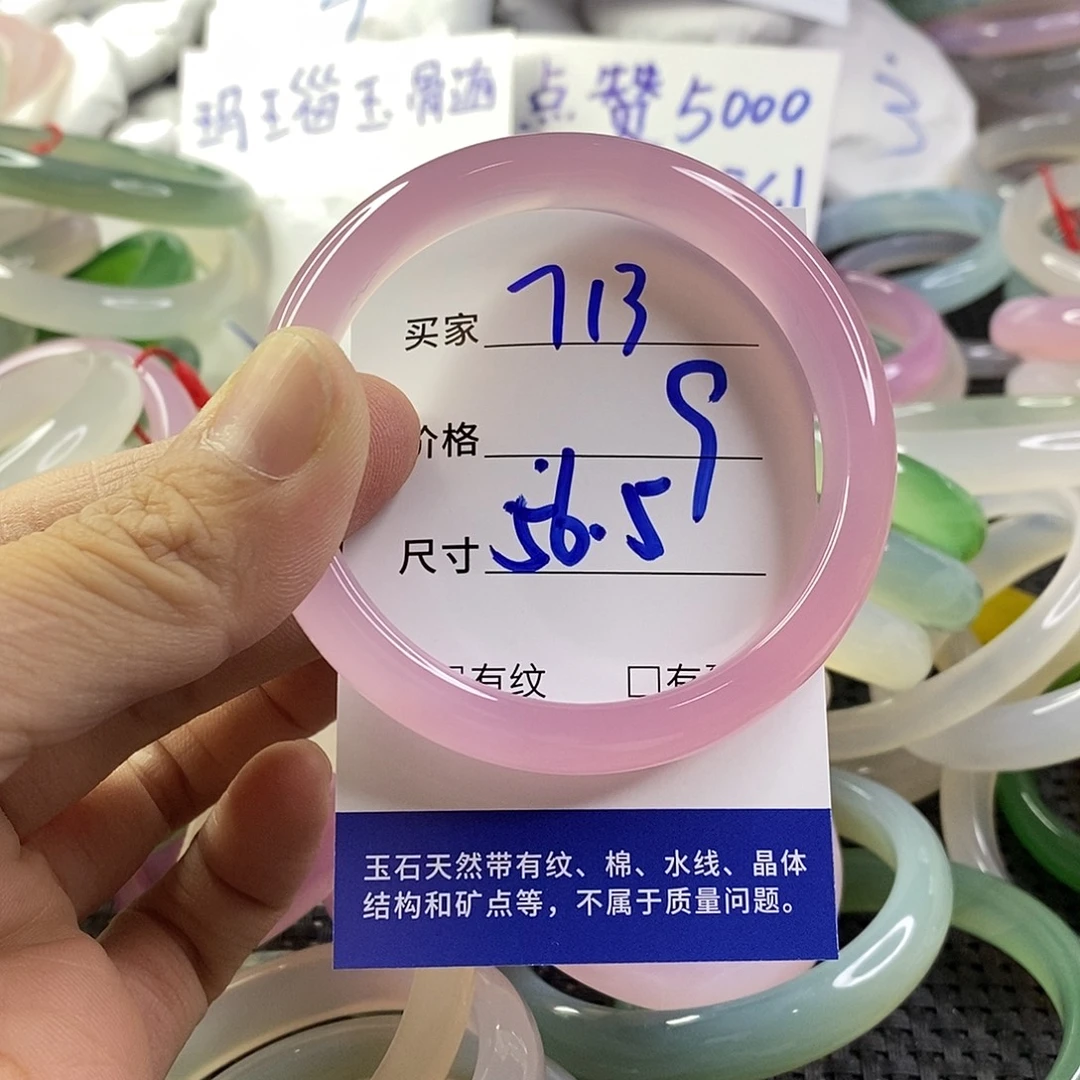 玛瑙玉骨髓 点赞5000
买家 713
价格 9
尺寸 56.5
有纹 □有
玉石天然带有纹、棉、水线、晶体
结构和矿点等，不属于质量问题。